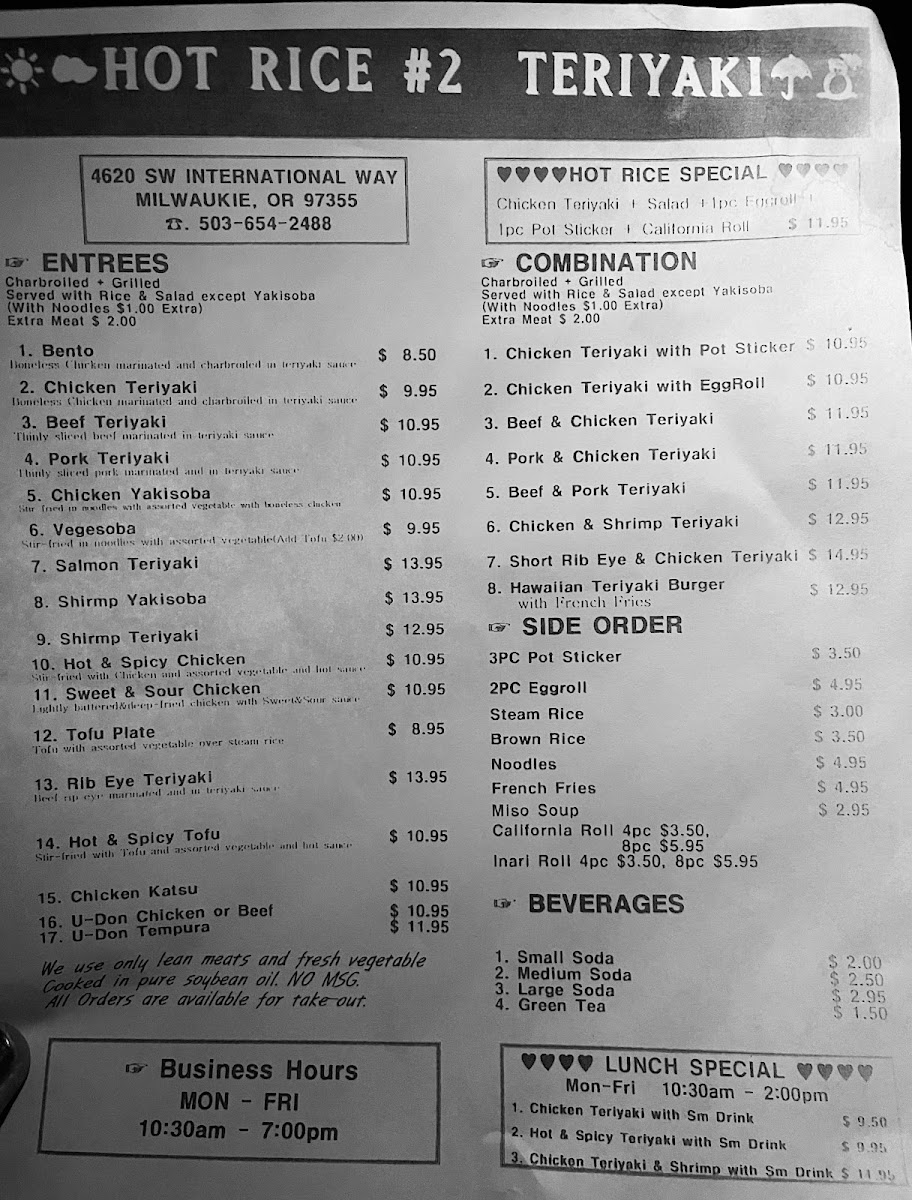 HOT RICE #2 TERIYAKI
4620 SW INTERNATIONAL WAY
MILWAUKIE, OR 97355
☎. 503-654-2488
♥♥♥♥HOT RICE SPECIAL ♥♥♥♥
Chicken Teriyaki + Salad +1pc Eggroll +
1pc Pot Sticker + California Roll $ 11.95
☞ ENTREES
Charbroiled + Grilled
Served with Rice & Salad except Yakisoba
(With Noodles $1.00 Extra)
Extra Meat $ 2.00
1. Bento $ 8.50
Boneless Chicken marinated and charbroiled in teriyaki sauce
2. Chicken Teriyaki $ 9.95
Boneless Chicken marinated and charbroiled in teriyaki sauce
3. Beef Teriyaki $ 10.95
Thinly sliced beef marinated in teriyaki sauce
4. Pork Teriyaki $ 10.95
Thinly sliced pork marinated and in teriyaki sauce
5. Chicken Yakisoba $ 10.95
Stir fried in noodles with assorted vegetable with boneless chicken
6. Vegesoba $ 9.95
Stir-fried in noodles with assorted vegetable(Add Tofu $2.00)
7. Salmon Teriyaki $ 13.95
8. Shirmp Yakisoba $ 13.95
9. Shirmp Teriyaki $ 12.95
10. Hot & Spicy Chicken $ 10.95
Stir-fried with Chicken and assorted vegetable and hot sauce
11. Sweet & Sour Chicken $ 10.95
Lightly battered&deep-fried chicken with Sweet&Sour sauce
12. Tofu Plate $ 8.95
Tofu with assorted vegetable over steam rice
13. Rib Eye Teriyaki $ 13.95
Beef rip eye marinated and in teriyaki sauce
14. Hot & Spicy Tofu $ 10.95
Stir-fried with Tofu and assorted vegetable and hot sauce
15. Chicken Katsu $ 10.95
16. U-Don Chicken or Beef $ 10.95
17. U-Don Tempura $ 11.95
We use only lean meats and fresh vegetable
Cooked in pure soybean oil. NO MSG.
All Orders are available for take-out.
☞ Business Hours
MON - FRI
10:30am - 7:00pm
☞ COMBINATION
Charbroiled + Grilled
Served with Rice & Salad except Yakisoba
(With Noodles $1.00 Extra)
Extra Meat $ 2.00
1. Chicken Teriyaki with Pot Sticker $ 10.95
2. Chicken Teriyaki with EggRoll $ 10.95
3. Beef & Chicken Teriyaki $ 11.95
4. Pork & Chicken Teriyaki $ 11.95
5. Beef & Pork Teriyaki $ 11.95
6. Chicken & Shrimp Teriyaki $ 12.95
7. Short Rib Eye & Chicken Teriyaki $ 14.95
8. Hawaiian Teriyaki Burger $ 12.95
with French Fries
☞ SIDE ORDER
3PC Pot Sticker $ 3.50
2PC Eggroll $ 4.95
Steam Rice $ 3.00
Brown Rice $ 3.50
Noodles $ 4.95
French Fries $ 4.95
Miso Soup $ 2.95
California Roll 4pc $3.50,
8pc $5.95
Inari Roll 4pc $3.50, 8pc $5.95
☞ BEVERAGES
1. Small Soda $ 2.00
2. Medium Soda $ 2.50
3. Large Soda $ 2.95
4. Green Tea $ 1.50
♥♥♥♥ LUNCH SPECIAL ♥♥♥♥
Mon-Fri 10:30am - 2:00pm
1. Chicken Teriyaki with Sm Drink $ 9.50
2. Hot & Spicy Teriyaki with Sm Drink $ 9.95
3. Chicken Teriyaki & Shrimp with Sm Drink $ 11.95